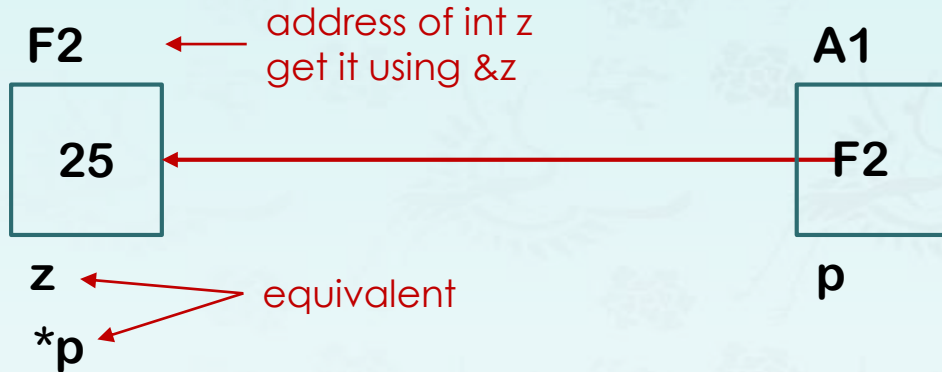 F2
address of int z
get it using &z
A1
25
F2
z
equivalent
p
*p